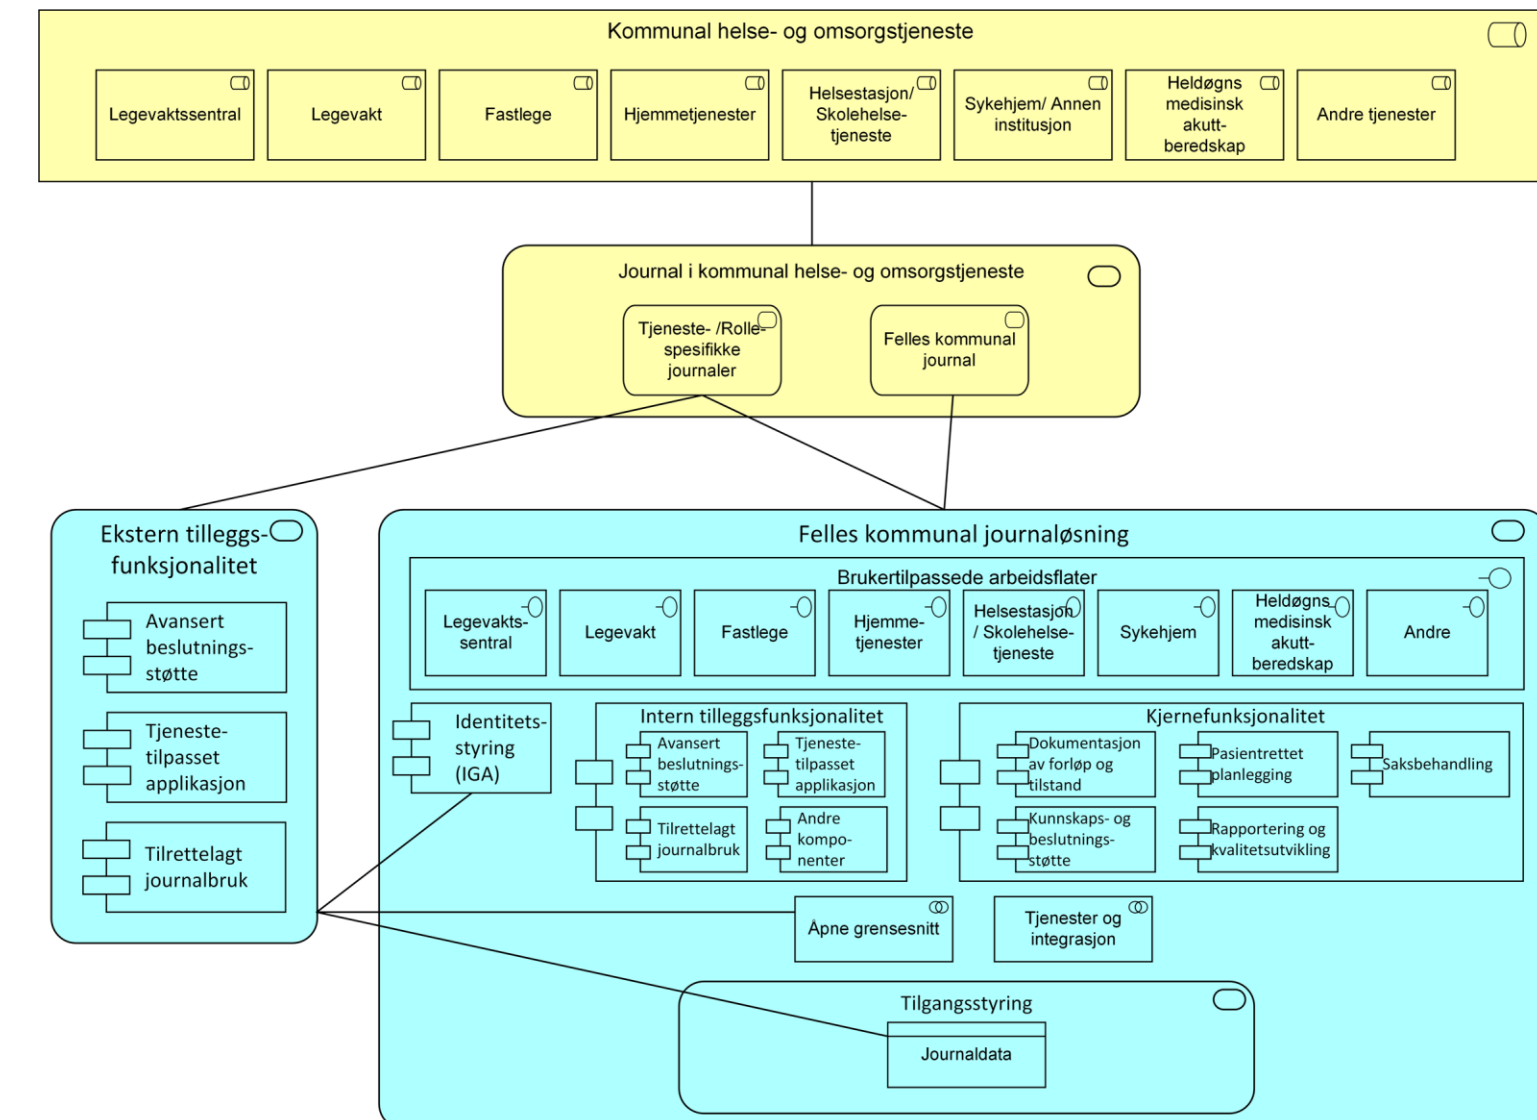 Kommunal helse- og omsorgstjeneste
Legevaktssentral
Legevakt
Fastlege
Hjemmetjenester
Helsestasjon/
Skolehelse-
tjeneste
Sykehjem/ Annen
institusjon
Heldøgns
medisinsk
akutt-
beredskap
Andre tjenester
Journal i kommunal helse- og omsorgstjeneste
Tjeneste- /Rolle-
spesifikke
journaler
Felles kommunal
journal
Ekstern tilleggs-
funksjonalitet
Avansert
beslutnings-
støtte
Tjeneste-
tilpasset
applikasjon
Tilrettelagt
journalbruk
Felles kommunal journaløsning
Brukertilpassede arbeidsflater
Legevakts-
sentral
Legevakt
Fastlege
Hjemme-
tjenester
Helsestasjon
/ Skolehelse-
tjeneste
Sykehjem
Heldøgns
medisinsk
akutt-
beredskap
Andre
Identitets-
styring
(IGA)
Intern tilleggsfunksjonalitet
Avansert
beslutnings-
støtte
Tjeneste-
tilpasset
applikasjon
Tilrettelagt
journalbruk
Andre
kompo-
nenter
Kjernefunksjonalitet
Dokumentasjon
av forløp og
tilstand
Pasientrettet
planlegging
Saksbehandling
Kunnskaps- og
beslutnings-
støtte
Rapportering og
kvalitetsutvikling
Åpne grensesnitt
Tjenester og
integrasjon
Tilgangsstyring
Journaldata